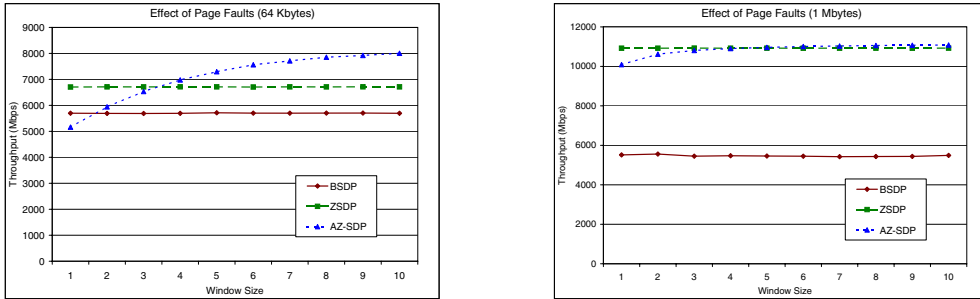 Effect of Page Faults (64 Kbytes)
9000
8000
7000
6000
5000
4000
3000
2000
1000
0
Throughput (Mbps)
BSDP
ZSDP
AZ-SDP
1 2 3 4 5 6 7 8 9 10
Window Size
Effect of Page Faults (1 Mbytes)
12000
10000
8000
6000
4000
2000
0
Throughput (Mbps)
BSDP
ZSDP
AZ-SDP
1 2 3 4 5 6 7 8 9 10
Window Size